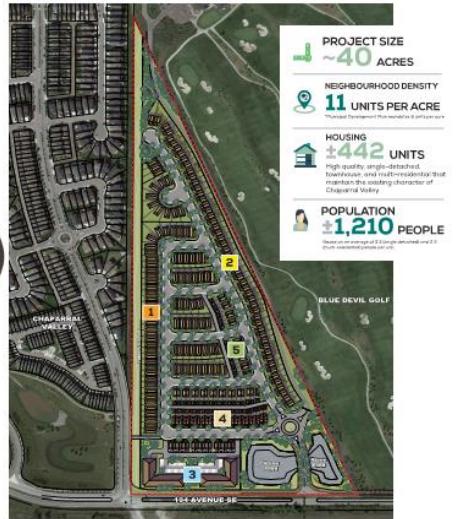 PROJECT SIZE
~40 ACRES
NEIGHBOURHOOD DENSITY
11 UNITS PER ACRE
HOUSING
±442 UNITS
High quality, single-detached,
townhouse, and multi-residential that
maintain the existing character of
Chaparral Valley.
POPULATION
±1,210 PEOPLE
BLUE DEVIL GOLF
CHAPARRAL
VALLEY
1
2
5
4
3
194 AVENUE SE